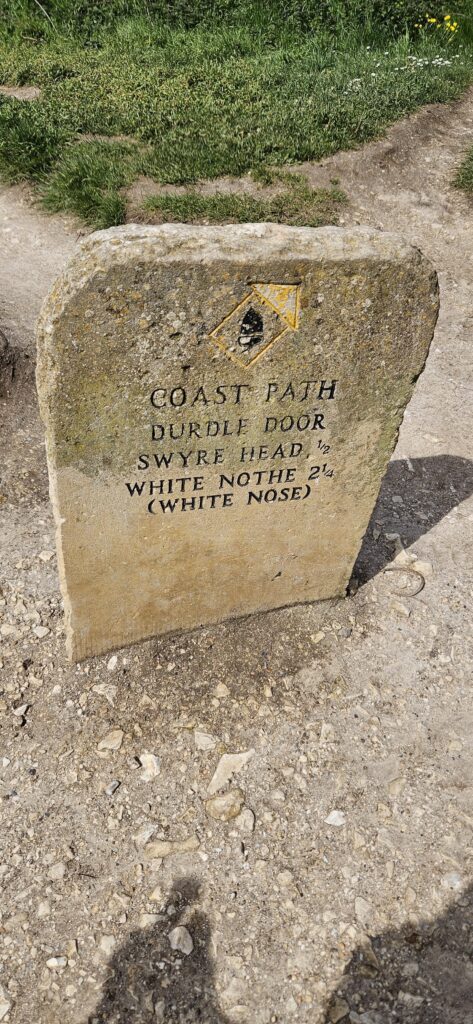 COAST PATH
DURDLE DOOR
SWYRE HEAD, ½
WHITE NOTHE 2¼
(WHITE NOSE)